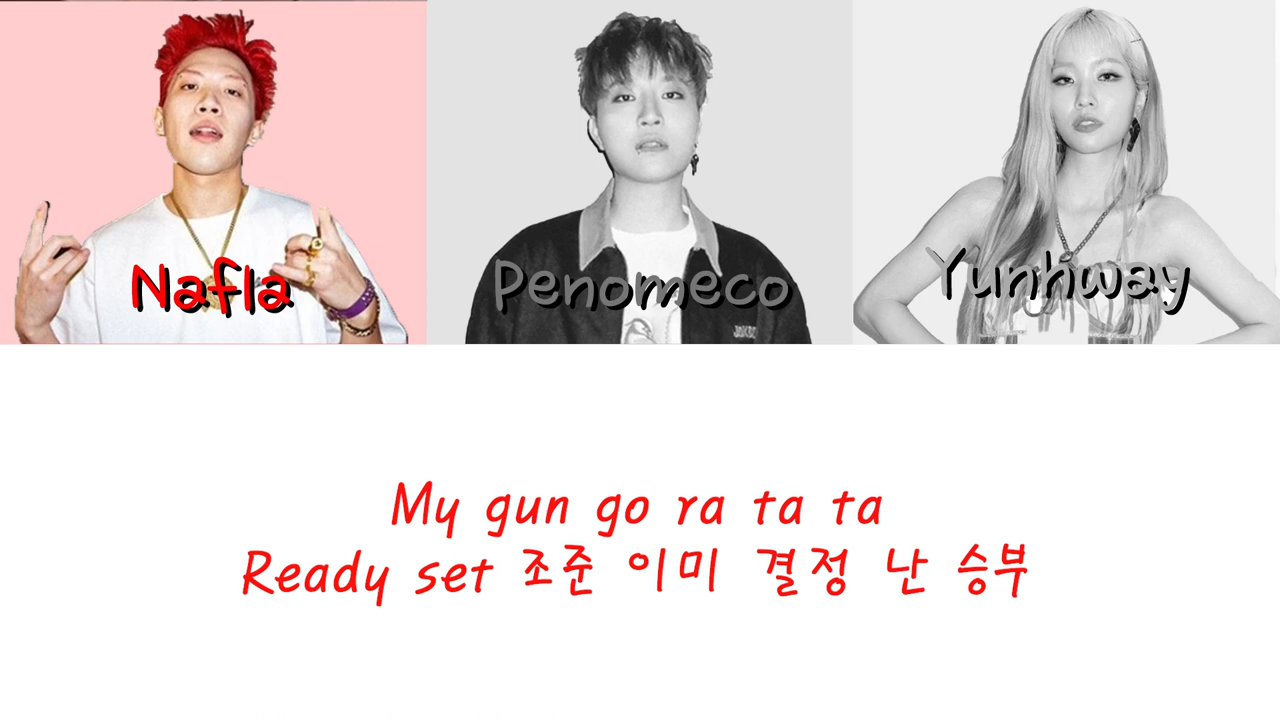 Nafla
Penomeco
Yunhway
My gun go ra ta ta
Ready set 조준 이미 결정 난 승부